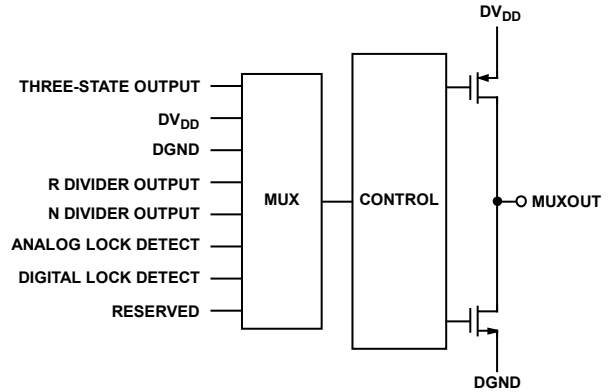 DVDD
THREE-STATE OUTPUT
DVDD
DGND
R DIVIDER OUTPUT
N DIVIDER OUTPUT
ANALOG LOCK DETECT
DIGITAL LOCK DETECT
RESERVED
MUX
CONTROL
MUXOUT
DGND